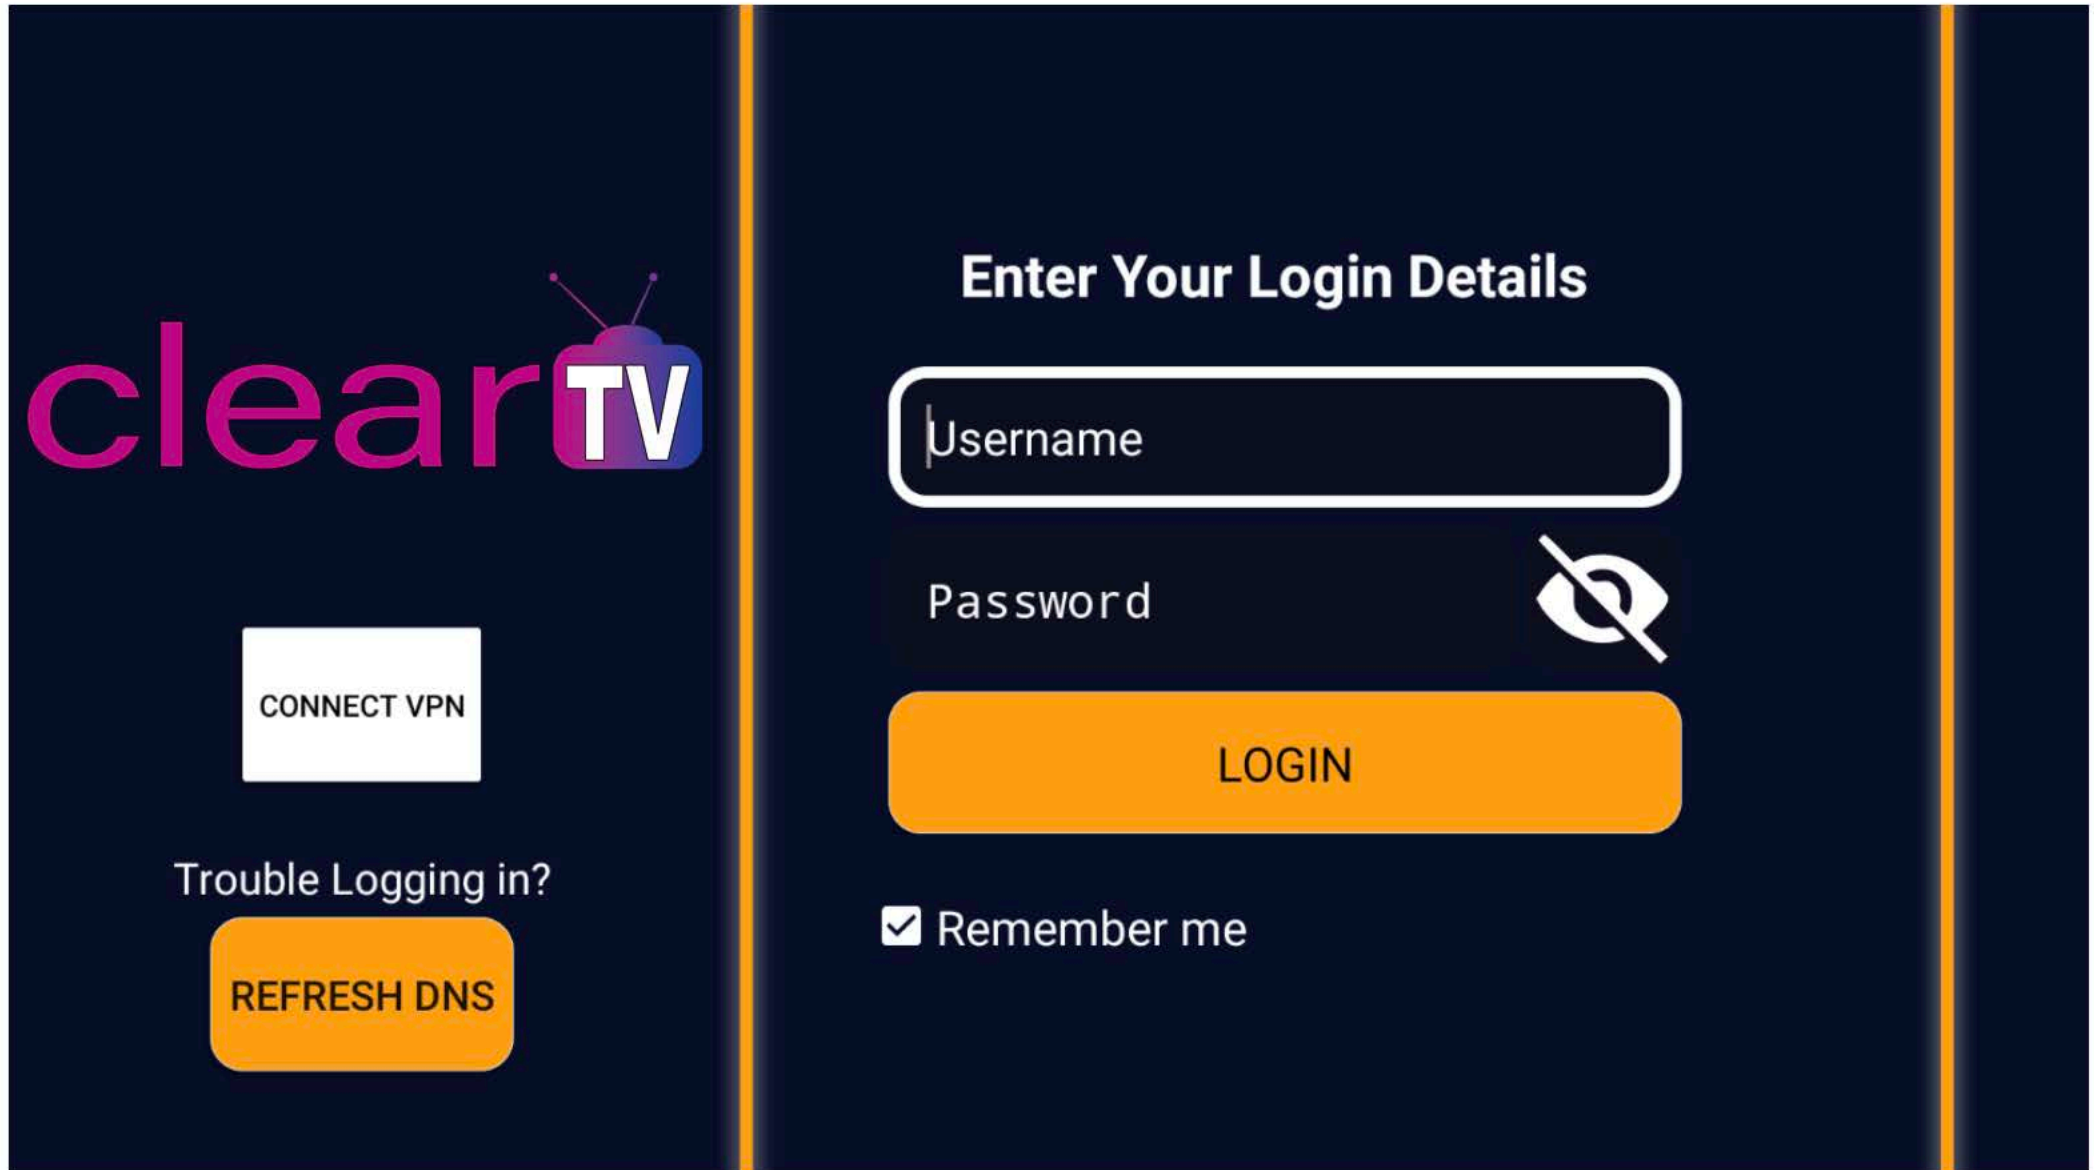 clearTV
CONNECT VPN
Trouble Logging in?
REFRESH DNS
Enter Your Login Details
Username
Password
LOGIN
Remember me